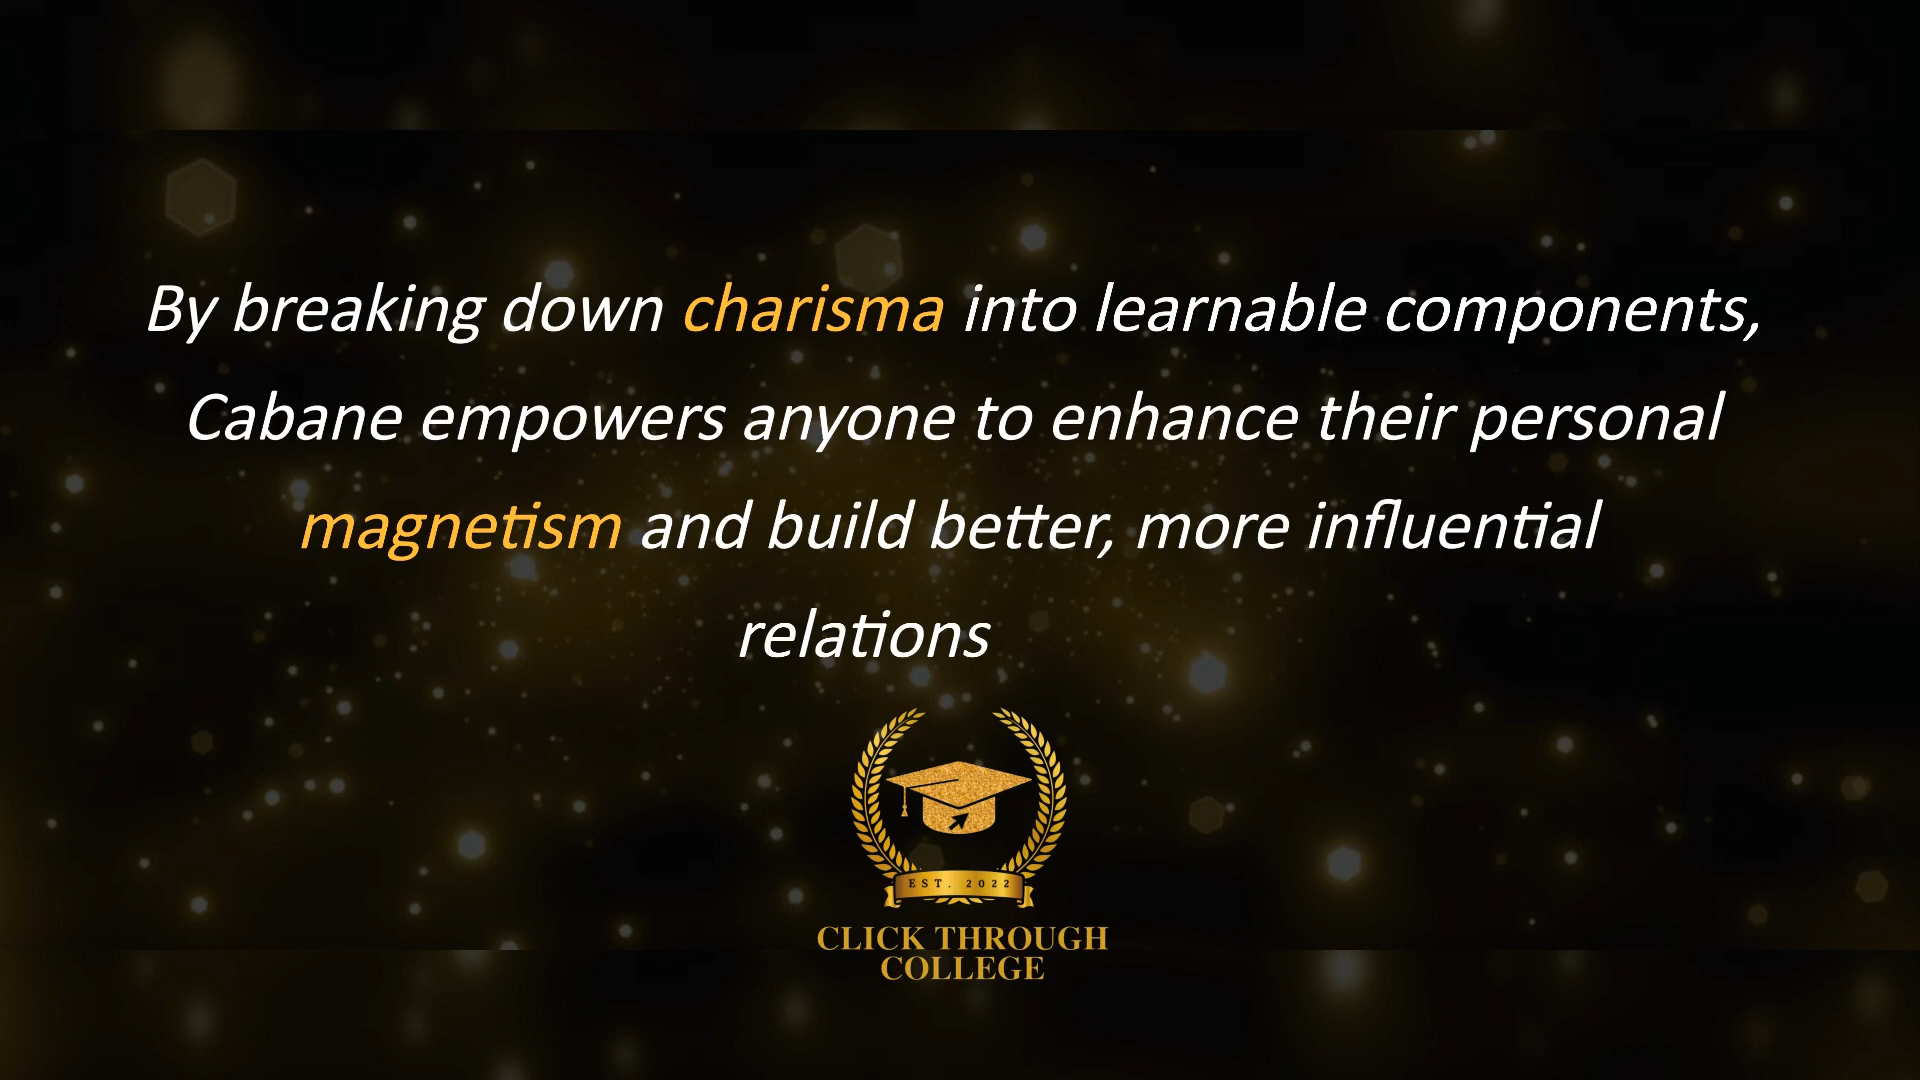 By breaking down charisma into learnable components,
Cabane empowers anyone to enhance their personal
magnetism and build better, more influential
relations
EST. 2022
CLICK THROUGH
COLLEGE